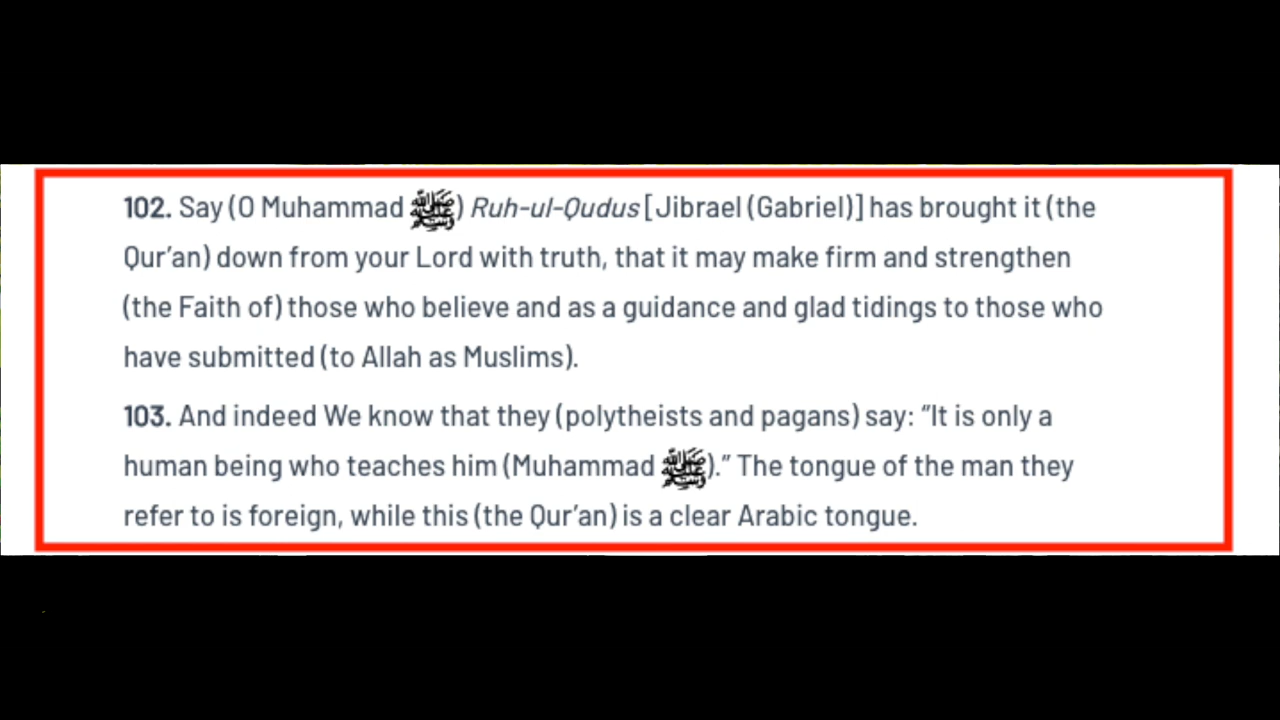 102. Say (O Muhammad ﷺ) Ruh-ul-Qudus [Jibrael (Gabriel)] has brought it (the
Qur’an) down from your Lord with truth, that it may make firm and strengthen
(the Faith of) those who believe and as a guidance and glad tidings to those who
have submitted (to Allah as Muslims).
103. And indeed We know that they (polytheists and pagans) say: “It is only a
human being who teaches him (Muhammad ﷺ).” The tongue of the man they
refer to is foreign, while this (the Qur’an) is a clear Arabic tongue.